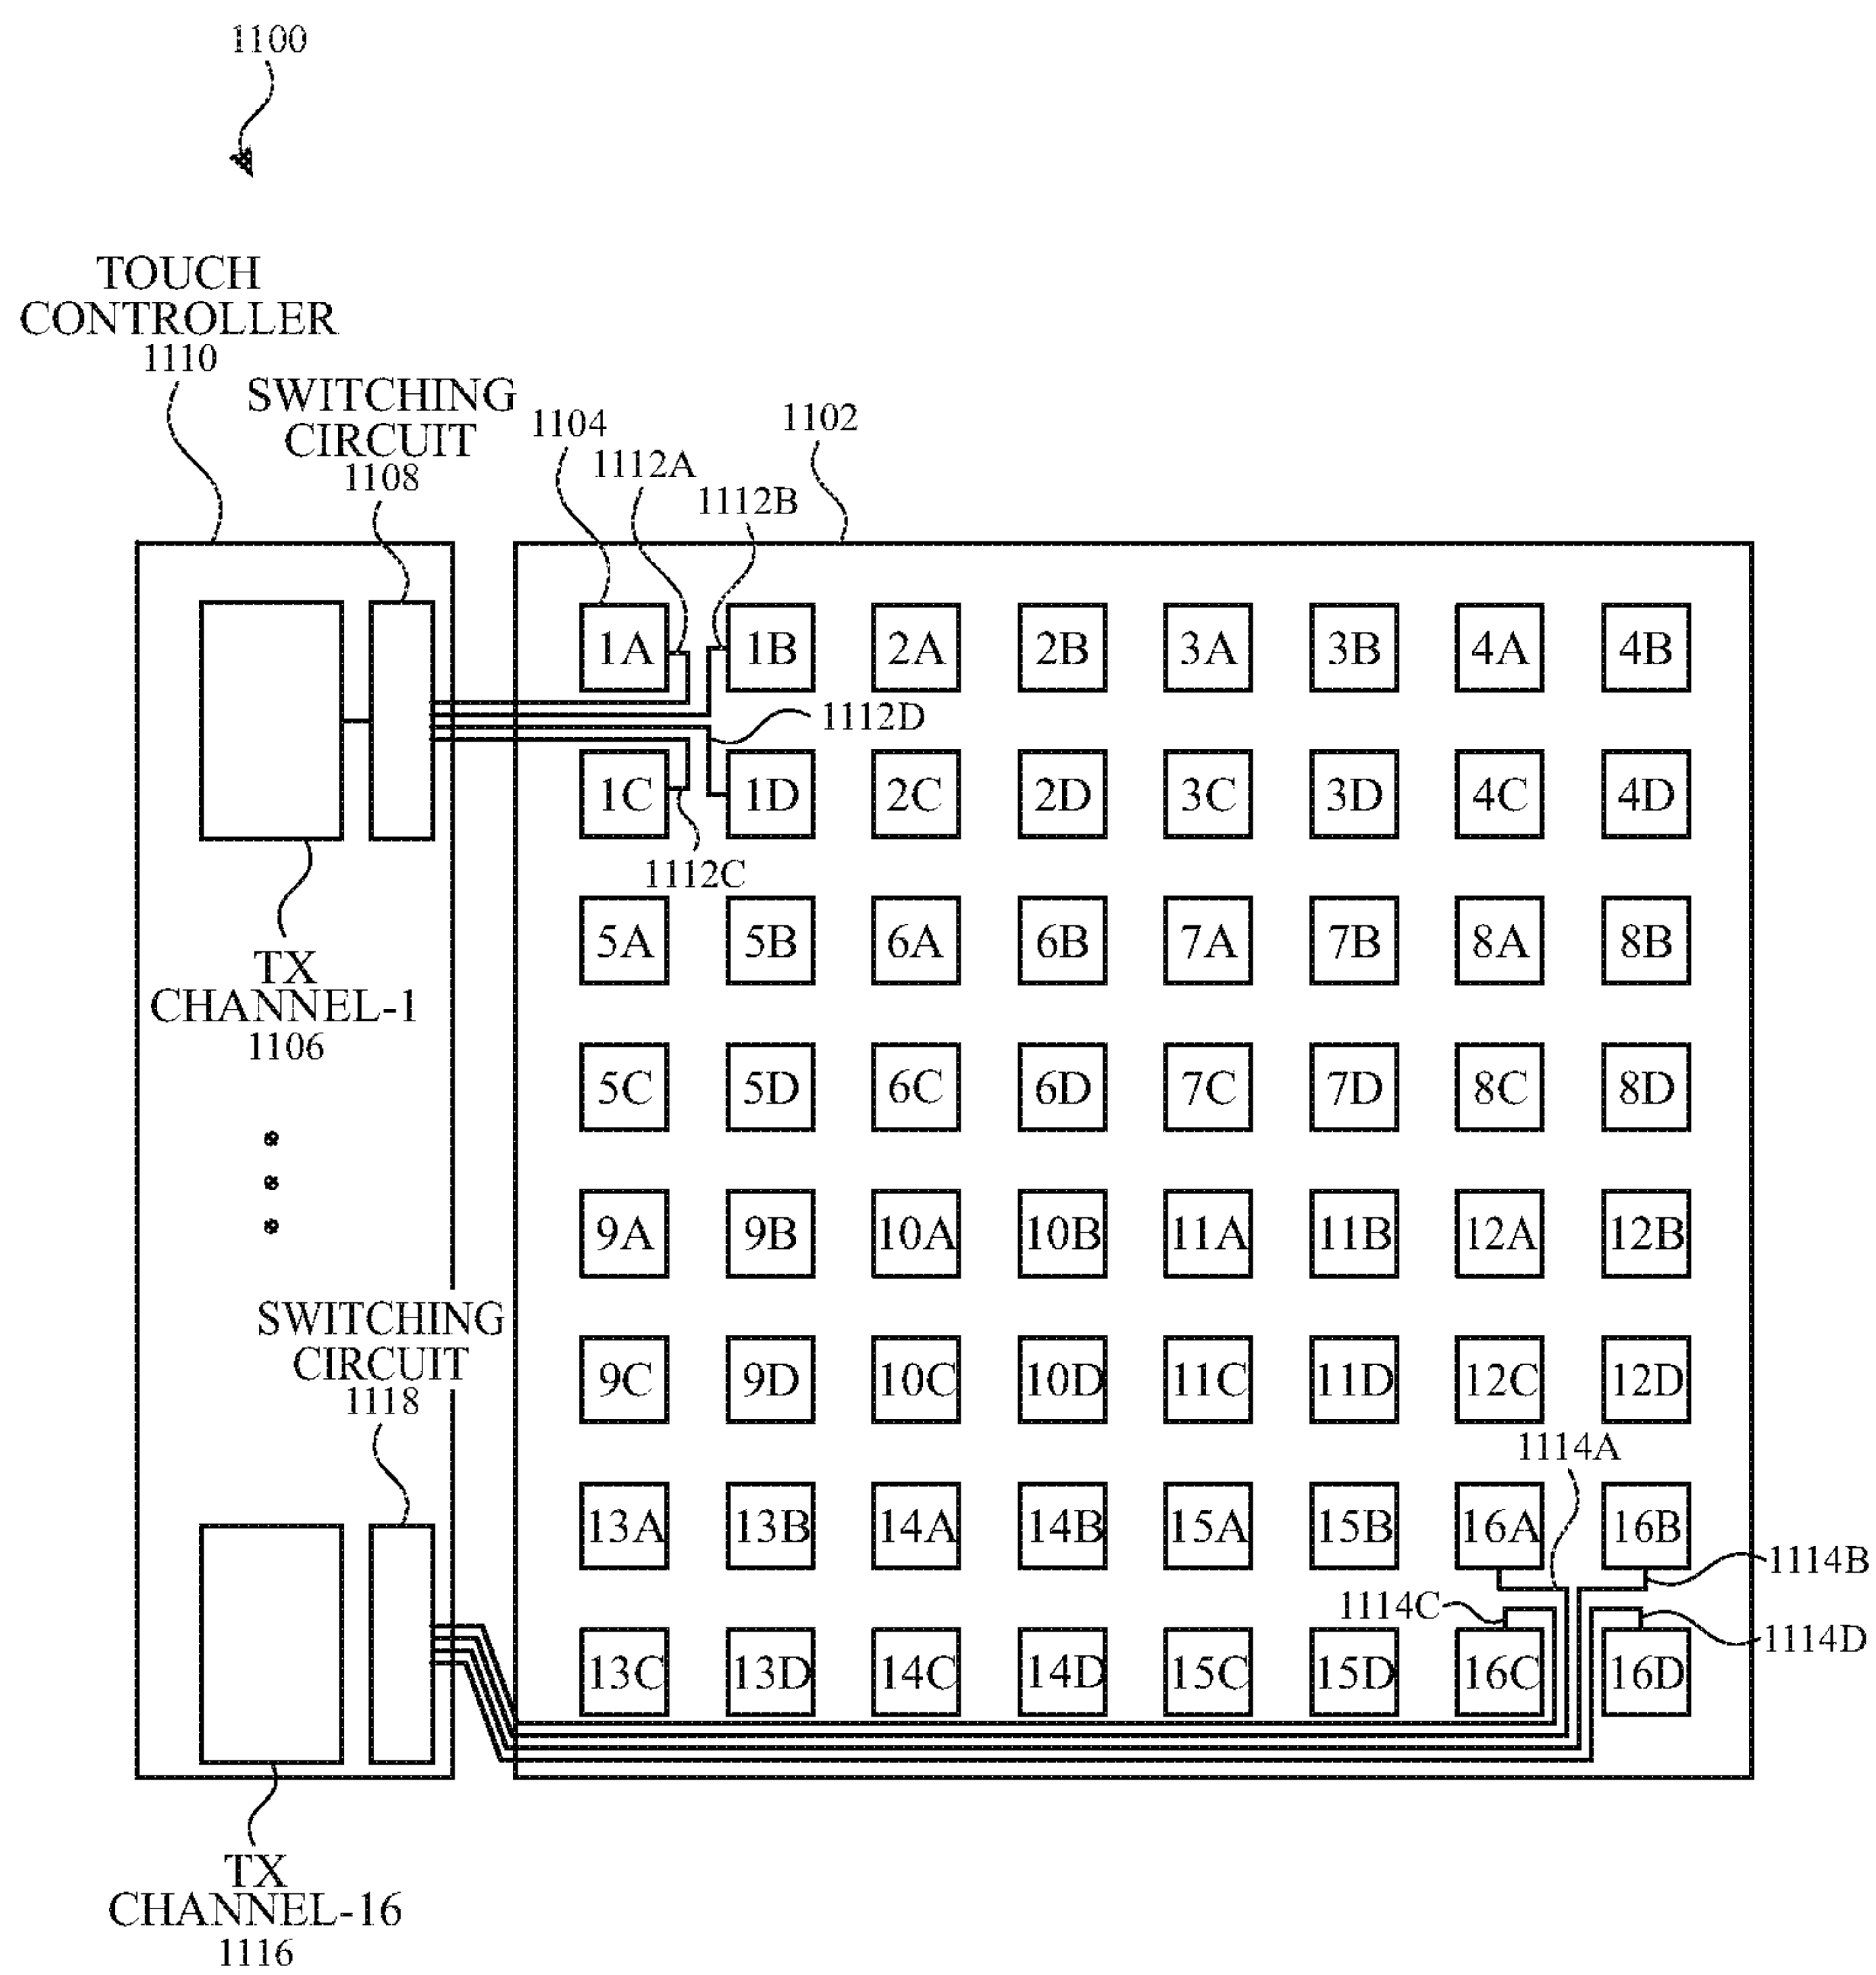 1100
TOUCH
CONTROLLER
1110
SWITCHING
CIRCUIT
1108
1104
1112A
1112B
1102
1A 1B 2A 2B 3A 3B 4A 4B
1112D
1C 1D 2C 2D 3C 3D 4C 4D
1112C
5A 5B 6A 6B 7A 7B 8A 8B
TX
CHANNEL-1
1106
5C 5D 6C 6D 7C 7D 8C 8D
9A 9B 10A 10B 11A 11B 12A 12B
SWITCHING
CIRCUIT
1118
9C 9D 10C 10D 11C 11D 12C 12D
1114A
13A 13B 14A 14B 15A 15B 16A 16B
1114B
1114C
1114D
13C 13D 14C 14D 15C 15D 16C 16D
TX
CHANNEL-16
1116